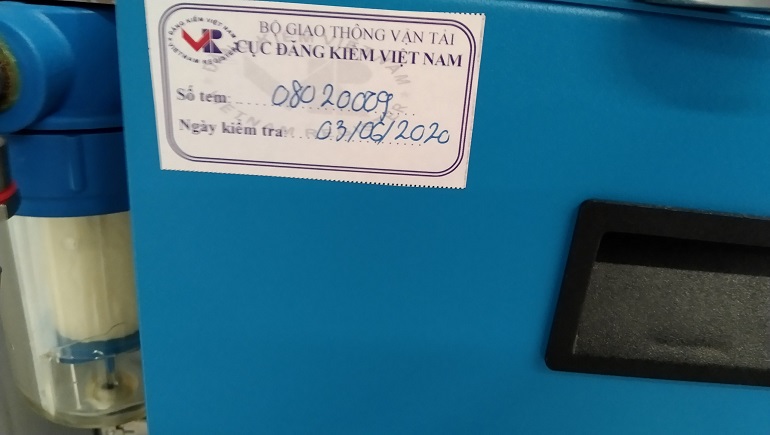 BỘ GIAO THÔNG VẬN TẢI
CỤC ĐĂNG KIỂM VIỆT NAM
Số tem: 08020009
Ngày kiểm tra 03/06/2020